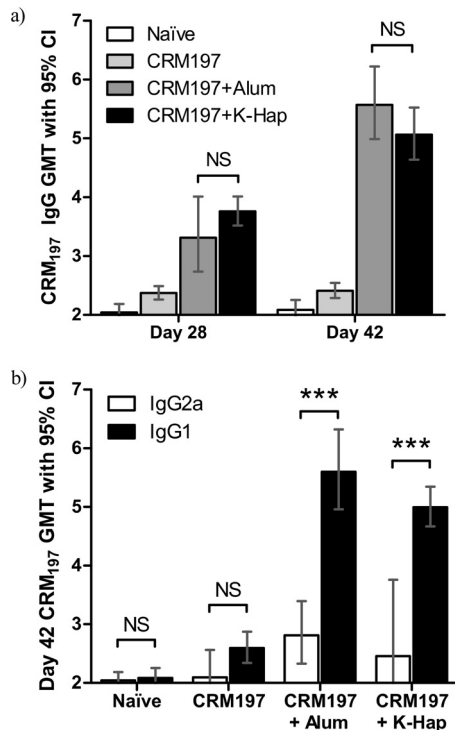 a)
7
6
5
4
3
2
CRM197 IgG GMT with 95% CI
Naïve
CRM197
CRM197+Alum
CRM197+K-Hap
NS
NS
Day 28
Day 42
b)
7
6
5
4
3
2
Day 42 CRM197 GMT with 95% CI
IgG2a
IgG1
NS
NS
***
***
Naïve
CRM197
CRM197
+ Alum
CRM197
+ K-Hap